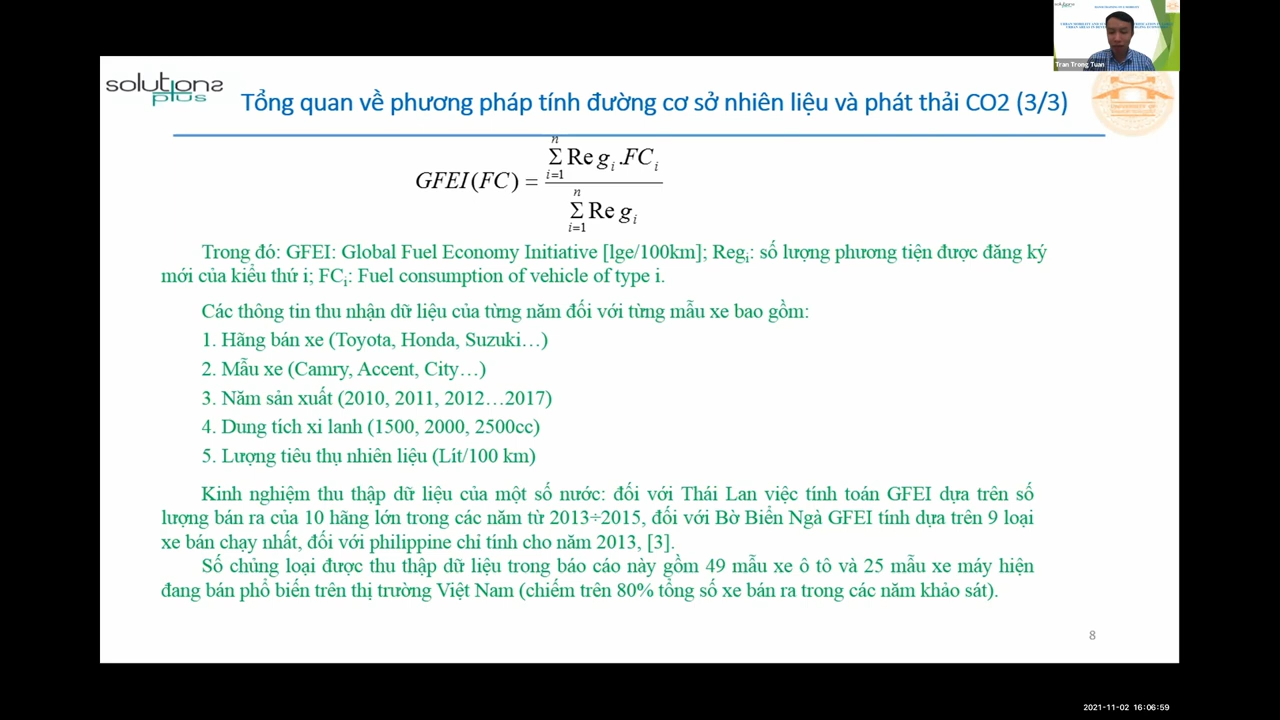 solutions
plus
Tổng quan về phương pháp tính đường cơ sở nhiên liệu và phát thải CO2 (3/3)
Tran Trong Tuan
GFEI(FC) = \frac{\sum_{i=1}^{n} Reg_i.FC_i}{\sum_{i=1}^{n} Reg_i}
Trong đó: GFEI: Global Fuel Economy Initiative [lge/100km]; Regᵢ: số lượng phương tiện được đăng ký
mới của kiểu thứ i; FCᵢ: Fuel consumption of vehicle of type i.
Các thông tin thu nhận dữ liệu của từng năm đối với từng mẫu xe bao gồm:
1. Hãng bán xe (Toyota, Honda, Suzuki…)
2. Mẫu xe (Camry, Accent, City…)
3. Năm sản xuất (2010, 2011, 2012…2017)
4. Dung tích xi lanh (1500, 2000, 2500cc)
5. Lượng tiêu thụ nhiên liệu (Lít/100 km)
Kinh nghiệm thu thập dữ liệu của một số nước: đối với Thái Lan việc tính toán GFEI dựa trên số
lượng bán ra của 10 hãng lớn trong các năm từ 2013÷2015, đối với Bờ Biển Ngà GFEI tính dựa trên 9 loại
xe bán chạy nhất, đối với philippine chỉ tính cho năm 2013, [3].
Số chủng loại được thu thập dữ liệu trong báo cáo này gồm 49 mẫu xe ô tô và 25 mẫu xe máy hiện
đang bán phổ biến trên thị trường Việt Nam (chiếm trên 80% tổng số xe bán ra trong các năm khảo sát).
8
2021-11-02 16:06:59